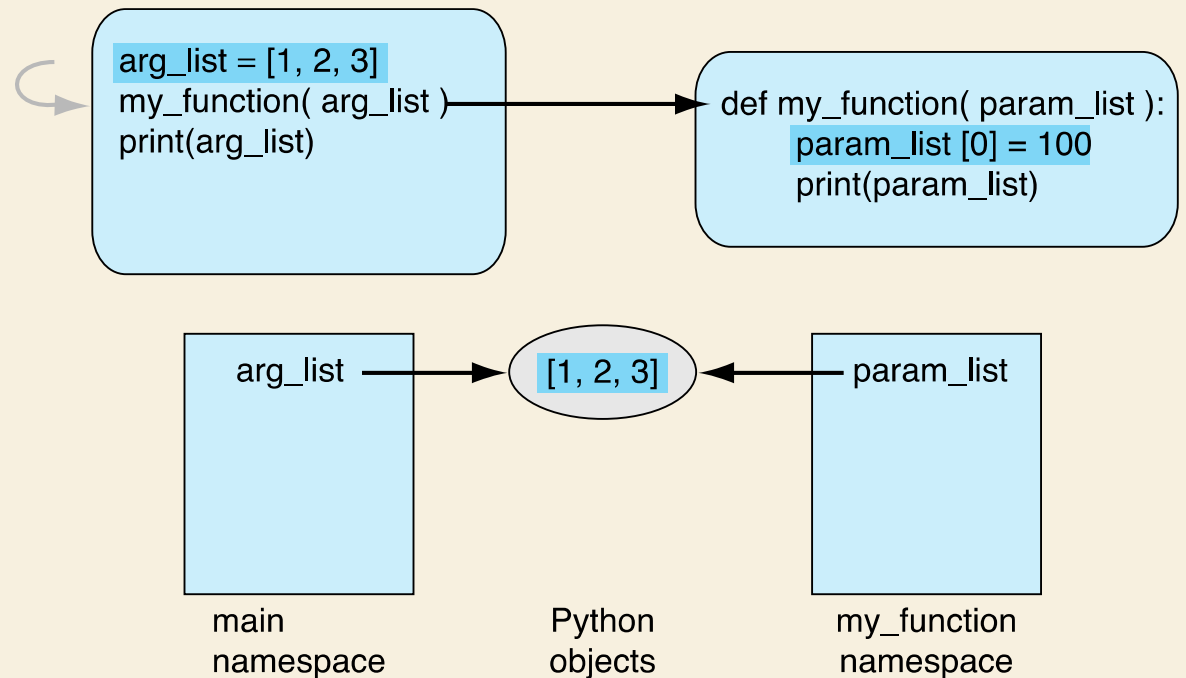 arg_list = [1, 2, 3]
my_function( arg_list )
print(arg_list)
def my_function( param_list ):
param_list [0] = 100
print(param_list)
arg_list
[1, 2, 3]
param_list
main
namespace
Python
objects
my_function
namespace